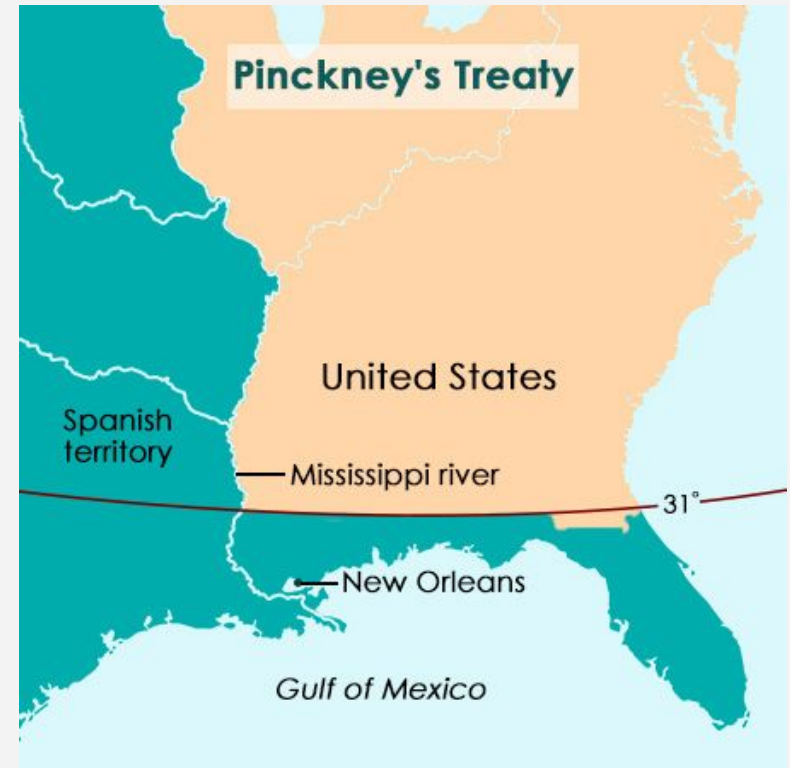 Pinckney's Treaty
United States
Spanish
territory
Mississippi river
31°
New Orleans
Gulf of Mexico